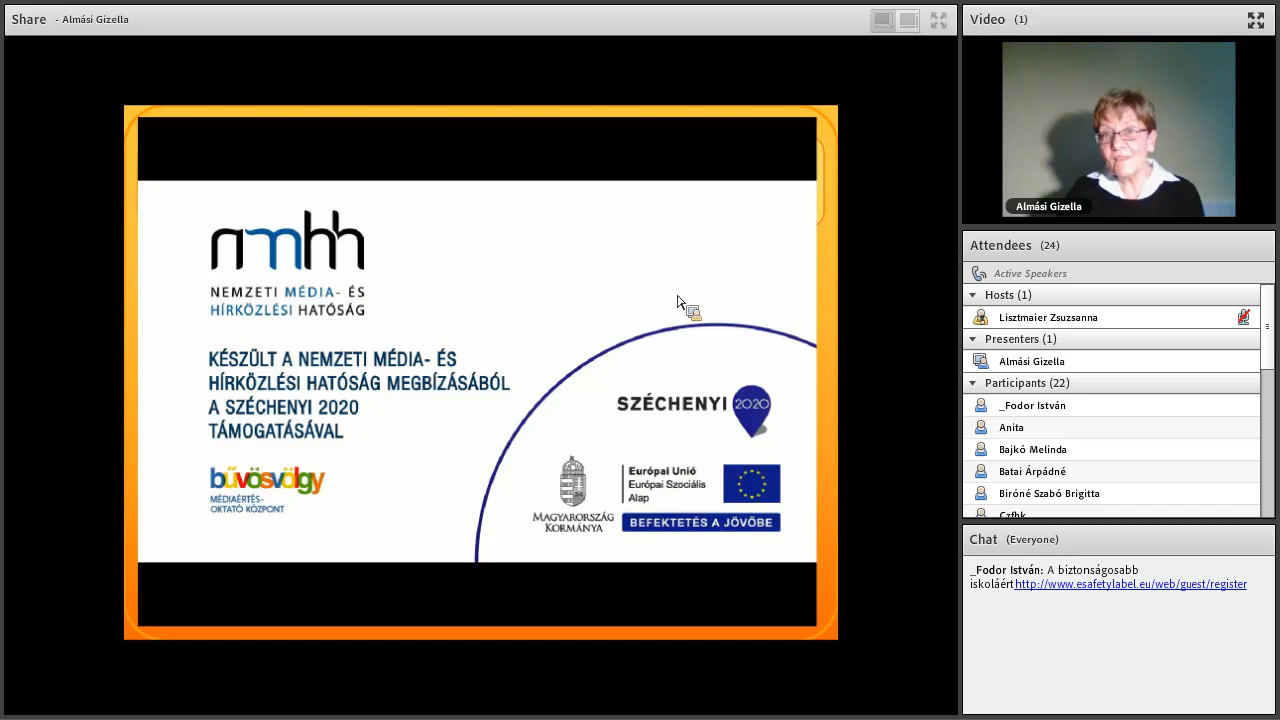 Share - Almási Gizella
nmhh
NEMZETI MÉDIA- ÉS
HÍRKÖZLÉSI HATÓSÁG
KÉSZÜLT A NEMZETI MÉDIA- ÉS
HÍRKÖZLÉSI HATÓSÁG MEGBÍZÁSÁBÓL
A SZÉCHENYI 2020
TÁMOGATÁSÁVAL
bűvösvölgy
MÉDIAÉRTÉS-
OKTATÓ KÖZPONT
SZÉCHENYI 2020
MAGYARORSZÁG
KORMÁNYA
Európai Unió
Európai Szociális
Alap
BEFEKTETÉS A JÖVŐBE
Video (1)
Almási Gizella
Attendees (24)
Active Speakers
Hosts (1)
Lisztmaier Zsuzsanna
Presenters (1)
Almási Gizella
Participants (22)
_Fodor István
Anita
Bajkó Melinda
Batai Árpádné
Biróné Szabó Brigitta
Czfhk
Chat (Everyone)
_Fodor István: A biztonságosabb
iskoláérthttp://www.esafetylabel.eu/web/guest/register